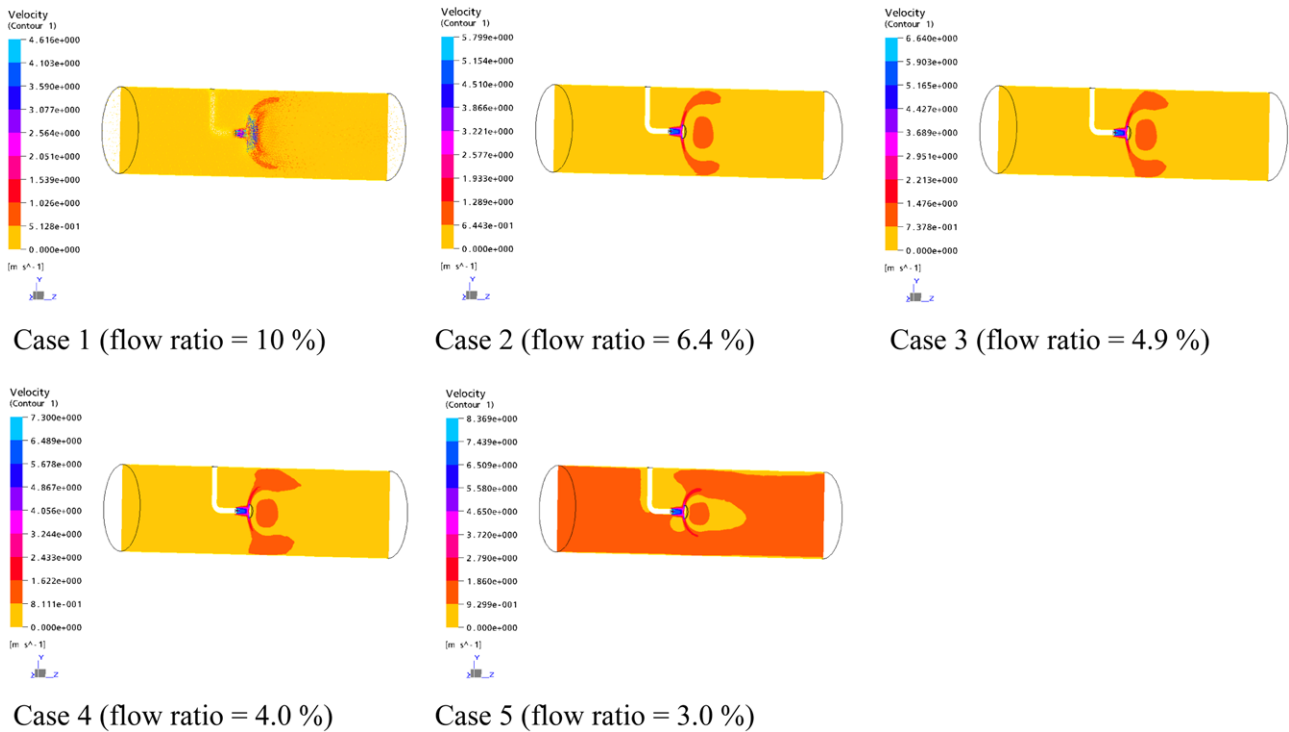 Velocity
(Contour 1)
4.616e+000
4.103e+000
3.590e+000
3.077e+000
2.564e+000
2.051e+000
1.539e+000
1.026e+000
5.128e-001
0.000e+000
[m s^-1]
Y
X
Z
Case 1 (flow ratio = 10 %)
Velocity
(Contour 1)
5.799e+000
5.154e+000
4.510e+000
3.866e+000
3.221e+000
2.577e+000
1.933e+000
1.289e+000
6.443e-001
0.000e+000
[m s^-1]
Y
X
Z
Case 2 (flow ratio = 6.4 %)
Velocity
(Contour 1)
6.640e+000
5.903e+000
5.165e+000
4.427e+000
3.689e+000
2.951e+000
2.213e+000
1.476e+000
7.378e-001
0.000e+000
[m s^-1]
Y
X
Z
Case 3 (flow ratio = 4.9 %)
Velocity
(Contour 1)
7.300e+000
6.489e+000
5.678e+000
4.867e+000
4.056e+000
3.244e+000
2.433e+000
1.622e+000
8.111e-001
0.000e+000
[m s^-1]
Y
X
Z
Case 4 (flow ratio = 4.0 %)
Velocity
(Contour 1)
8.369e+000
7.439e+000
6.509e+000
5.580e+000
4.650e+000
3.720e+000
2.790e+000
1.860e+000
9.299e-001
0.000e+000
[m s^-1]
Y
X
Z
Case 5 (flow ratio = 3.0 %)